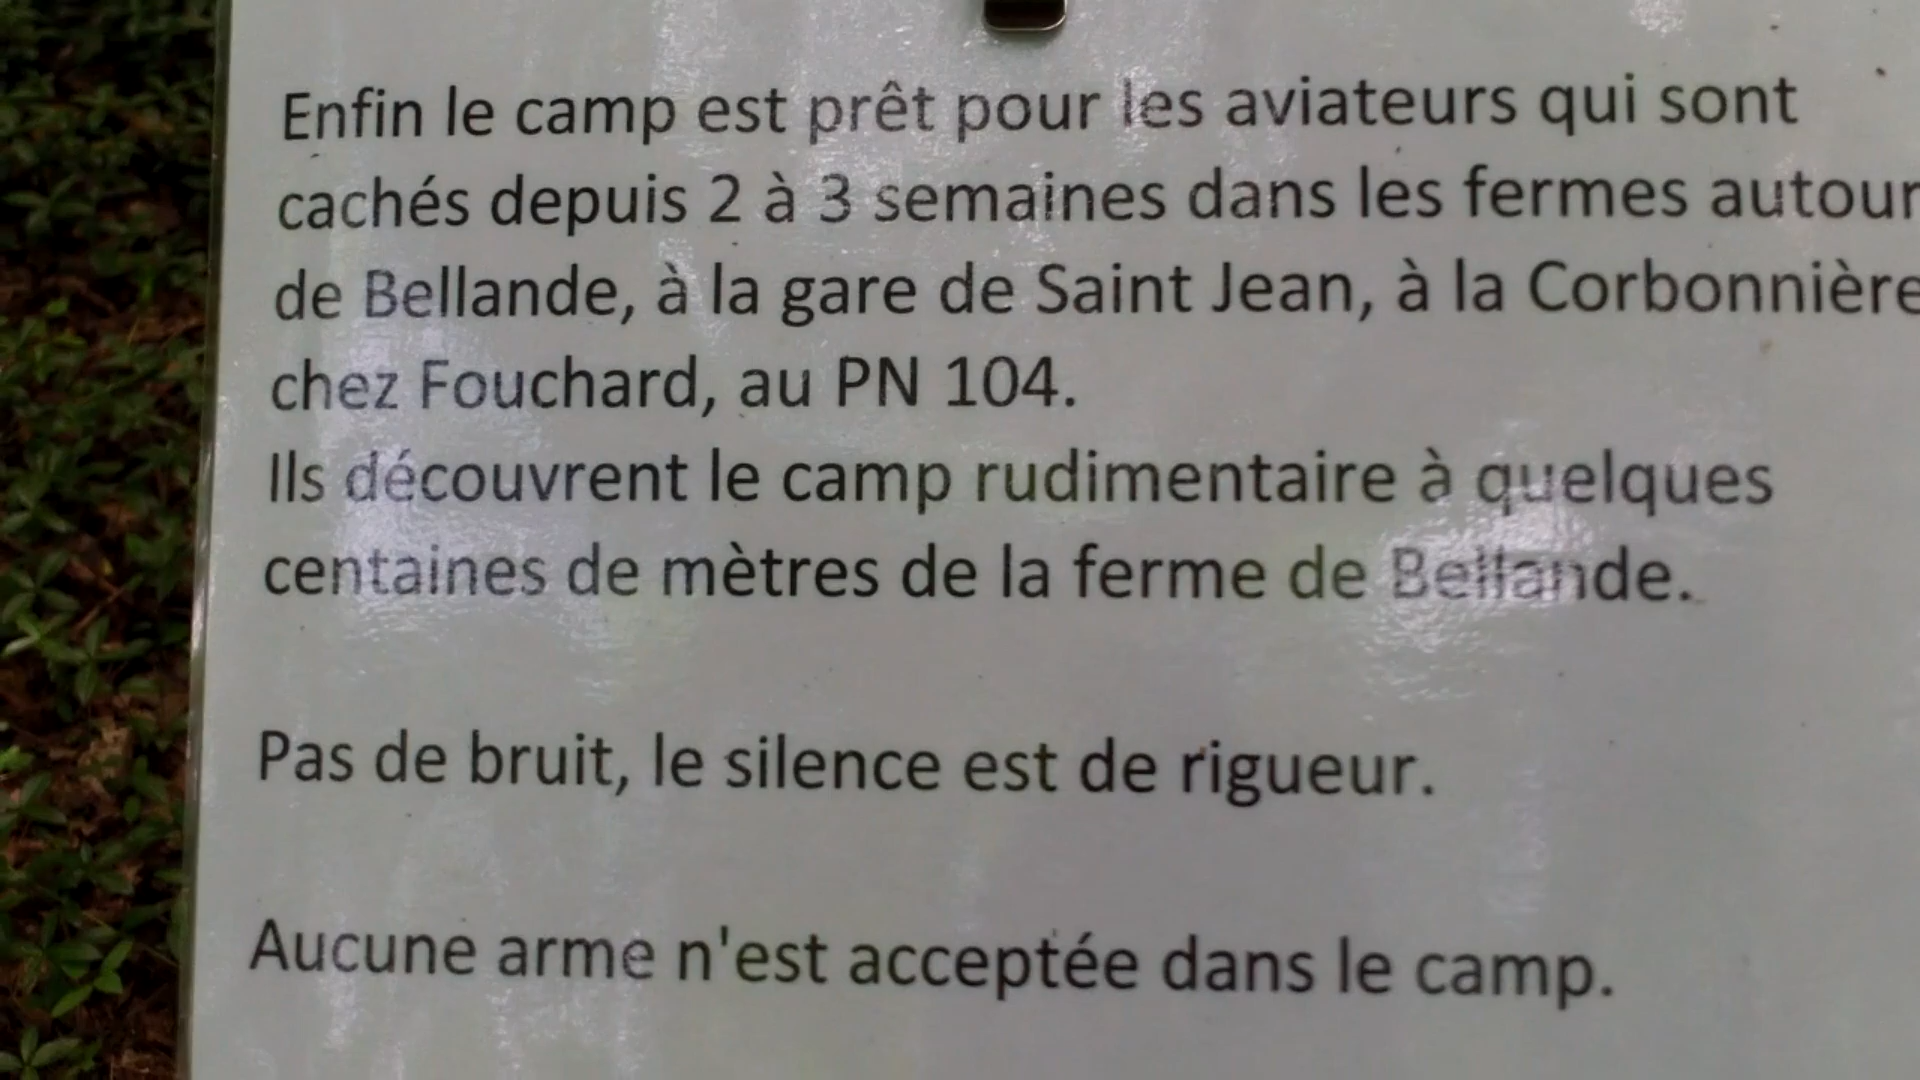 Enfin le camp est prêt pour les aviateurs qui sont
cachés depuis 2 à 3 semaines dans les fermes autour
de Bellande, à la gare de Saint Jean, à la Corbonnière
chez Fouchard, au PN 104.
Ils découvrent le camp rudimentaire à quelques
centaines de mètres de la ferme de Bellande.
Pas de bruit, le silence est de rigueur.
Aucune arme n'est acceptée dans le camp.